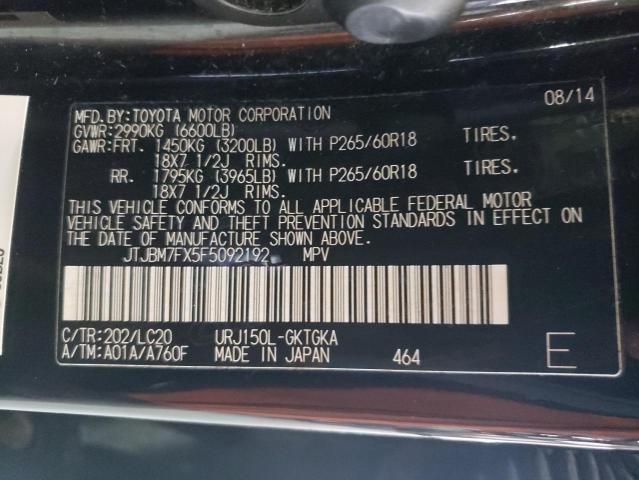 08/14
MFD.BY:TOYOTA MOTOR CORPORATION
GVWR:2990KG (6600LB)
GAWR:FRT. 1450KG (3200LB) WITH P265/60R18 TIRES.
18X7 1/2J RIMS.
RR. 1795KG (3965LB) WITH P265/60R18 TIRES.
18X7 1/2J RIMS.
THIS VEHICLE CONFORMS TO ALL APPLICABLE FEDERAL MOTOR
VEHICLE SAFETY AND THEFT PREVENTION STANDARDS IN EFFECT ON
THE DATE OF MANUFACTURE SHOWN ABOVE.
JTJBM7FX5F5092192 MPV
C/TR:202/LC20 URJ150L-GKTGKA
A/TM:A01A/A760F MADE IN JAPAN 464 E